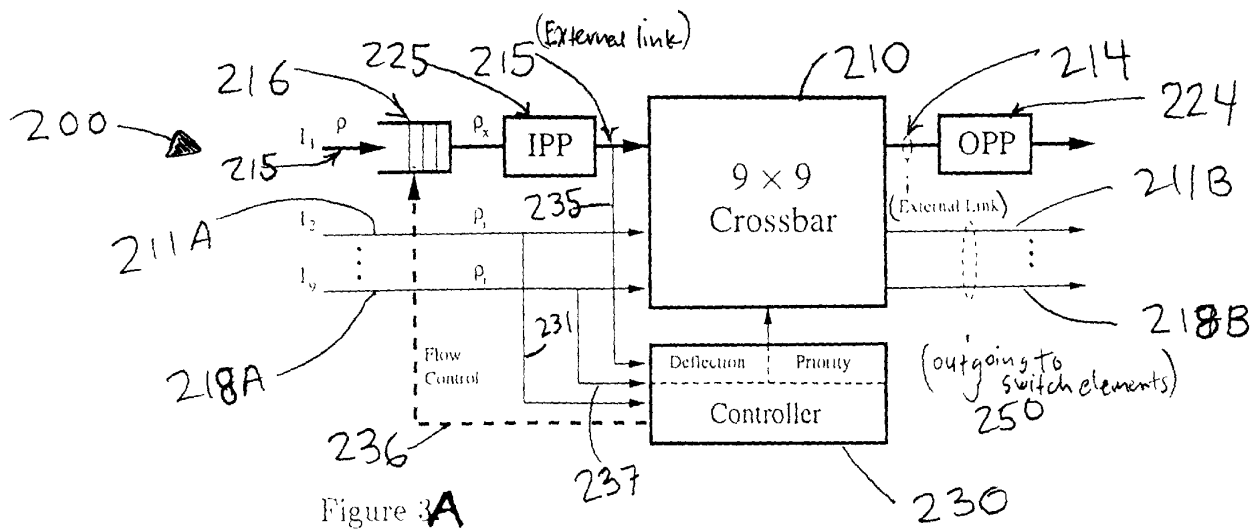 (External link)
216 225 215 210 214 224
200
I₁ ρ ρₓ IPP 9 × 9 Crossbar OPP
215
235
(External Link)
211B
211A
I₂ ρᵢ
I₉ ρᵢ
231
218A
218B
Flow
Control
Deflection Priority
Controller
(outgoing to
switch elements)
250
236
237
230
Figure 3A